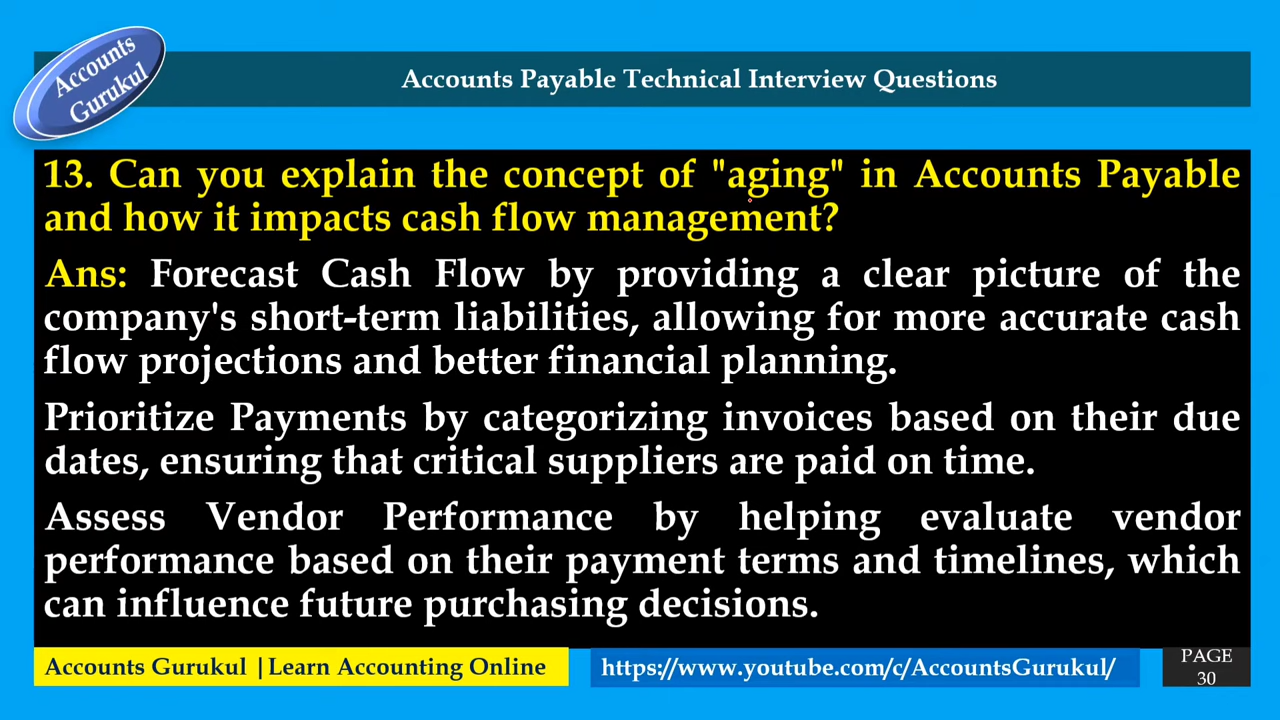 Accounts
Gurukul
Accounts Payable Technical Interview Questions
13. Can you explain the concept of "aging" in Accounts Payable
and how it impacts cash flow management?
Ans: Forecast Cash Flow by providing a clear picture of the
company's short-term liabilities, allowing for more accurate cash
flow projections and better financial planning.
Prioritize Payments by categorizing invoices based on their due
dates, ensuring that critical suppliers are paid on time.
Assess Vendor Performance by helping evaluate vendor
performance based on their payment terms and timelines, which
can influence future purchasing decisions.
Accounts Gurukul |Learn Accounting Online
https://www.youtube.com/c/AccountsGurukul/
PAGE
30